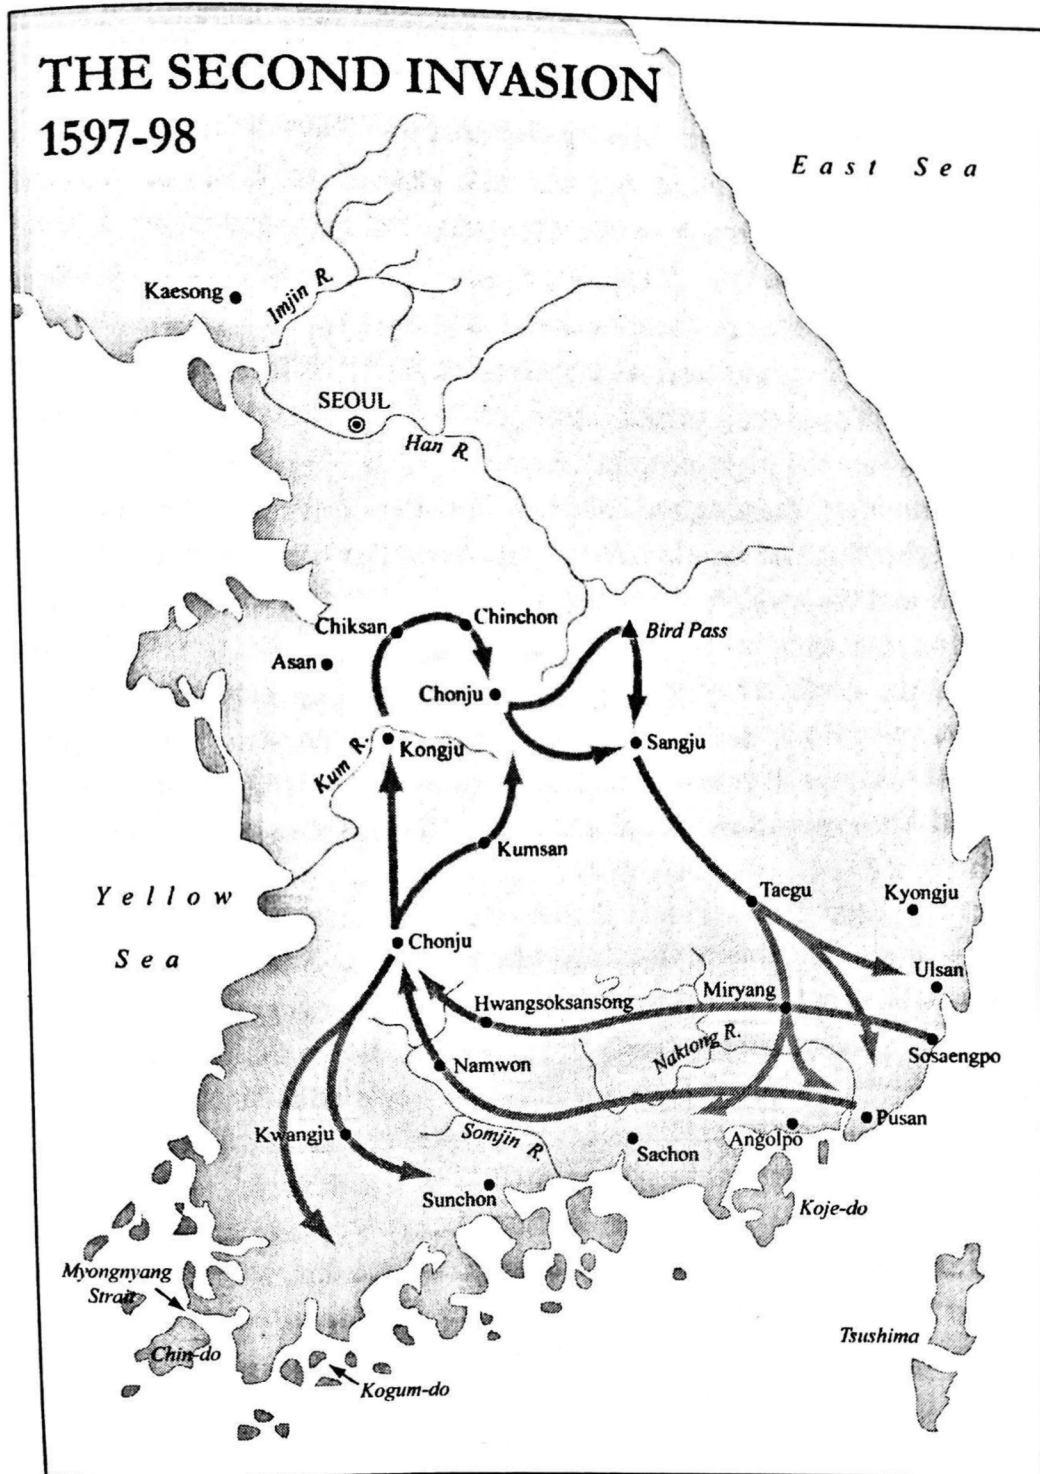 THE SECOND INVASION
1597-98
East Sea
Kaesong
Imjin R.
SEOUL
Han R.
Chiksan
Chinchon
Bird Pass
Asan
Chonju
Kum R.
Kongju
Sangju
Kumsan
Yellow
Sea
Taegu
Kyongju
Chonju
Ulsan
Hwangsoksansong
Miryang
Naktong R.
Sosaengpo
Namwon
Pusan
Kwangju
Somjin R.
Sachon
Angolpo
Sunchon
Koje-do
Myongnyang
Strait
Chin-do
Kogum-do
Tsushima